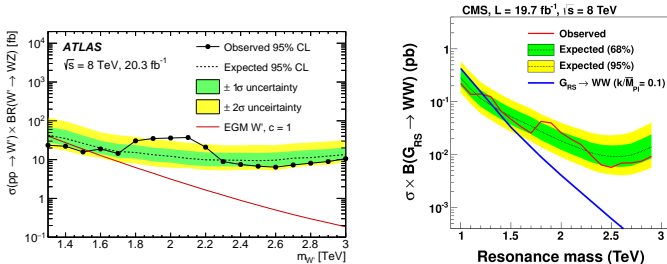 σ(pp → W') × BR(W' → WZ) [fb]
10⁴
10³
10²
10
1
10⁻¹
ATLAS
√s = 8 TeV, 20.3 fb⁻¹
Observed 95% CL
Expected 95% CL
± 1σ uncertainty
± 2σ uncertainty
EGM W', c = 1
1.4 1.6 1.8 2 2.2 2.4 2.6 2.8 3
m_W' [TeV]
CMS, L = 19.7 fb⁻¹, √s = 8 TeV
σ × B(G_RS → WW) (pb)
1
10⁻¹
10⁻²
10⁻³
Observed
Expected (68%)
Expected (95%)
G_RS → WW (k/M̅_Pl = 0.1)
1 1.5 2 2.5 3
Resonance mass (TeV)